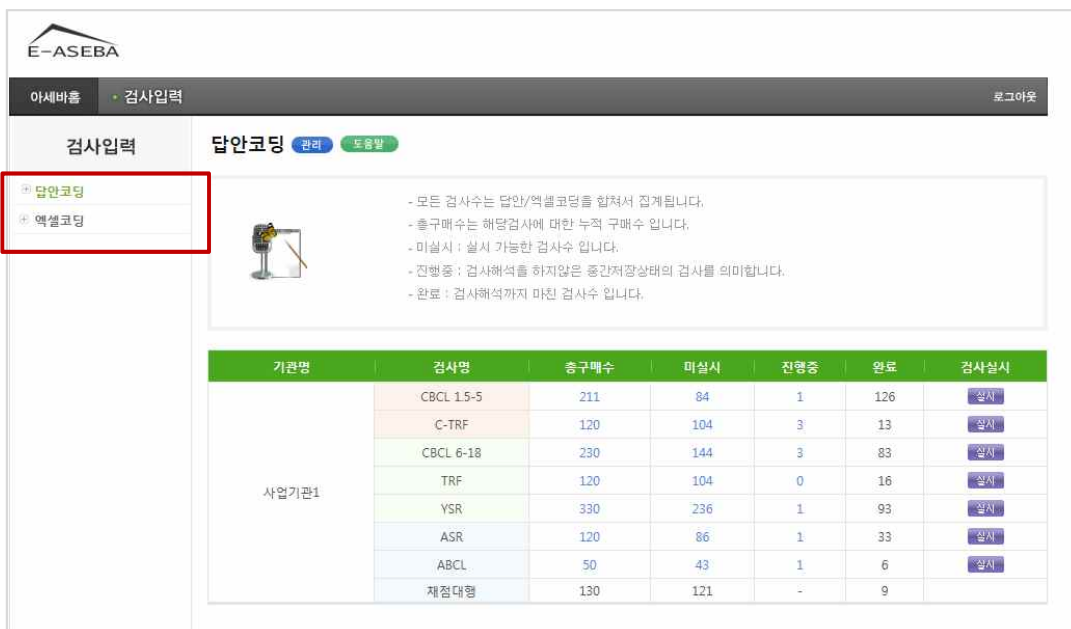 E-ASEBA
아세바홈 · 검사입력 로그아웃
검사입력
답안코딩
엑셀코딩
답안코딩 관리 도움말
- 모든 검사수는 답안/엑셀코딩을 합쳐서 집계됩니다.
- 총구매수는 해당검사에 대한 누적 구매수 입니다.
- 미실시 : 실시 가능한 검사수 입니다.
- 진행중 : 검사해석을 하지않은 중간저장상태의 검사를 의미합니다.
- 완료 : 검사해석까지 마친 검사수 입니다.
기관명 검사명 총구매수 미실시 진행중 완료 검사실시
사업기관1
CBCL 1.5-5 211 84 1 126 실시
C-TRF 120 104 3 13 실시
CBCL 6-18 230 144 3 83 실시
TRF 120 104 0 16 실시
YSR 330 236 1 93 실시
ASR 120 86 1 33 실시
ABCL 50 43 1 6 실시
채점대행 130 121 - 9